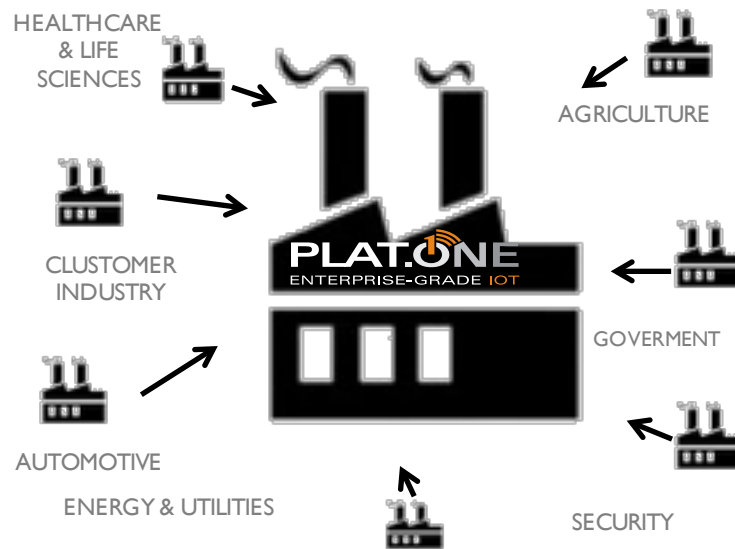 HEALTHCARE
& LIFE
SCIENCES
AGRICULTURE
PLAT.ONE
ENTERPRISE-GRADE IOT
CLUSTOMER
INDUSTRY
GOVERMENT
AUTOMOTIVE
ENERGY & UTILITIES
SECURITY